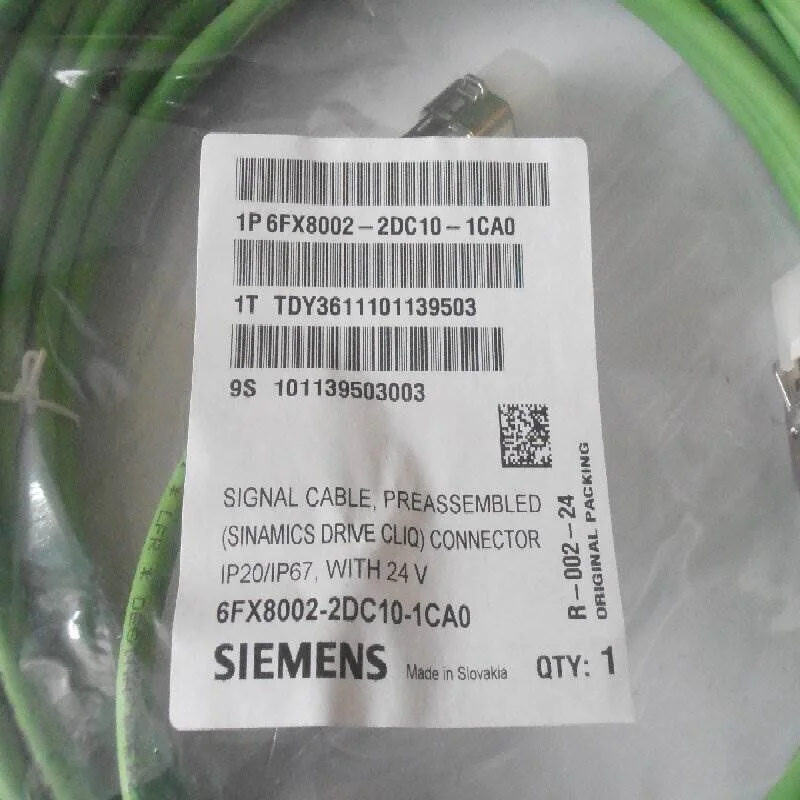 1P 6FX8002-2DC10-1CA0
1T TDY3611101139503
9S 101139503003
SIGNAL CABLE, PREASSEMBLED
(SINAMICS DRIVE CLIQ) CONNECTOR
IP20/IP67, WITH 24 V
6FX8002-2DC10-1CA0
SIEMENS Made in Slovakia QTY: 1
R-002-24
ORIGINAL PACKING